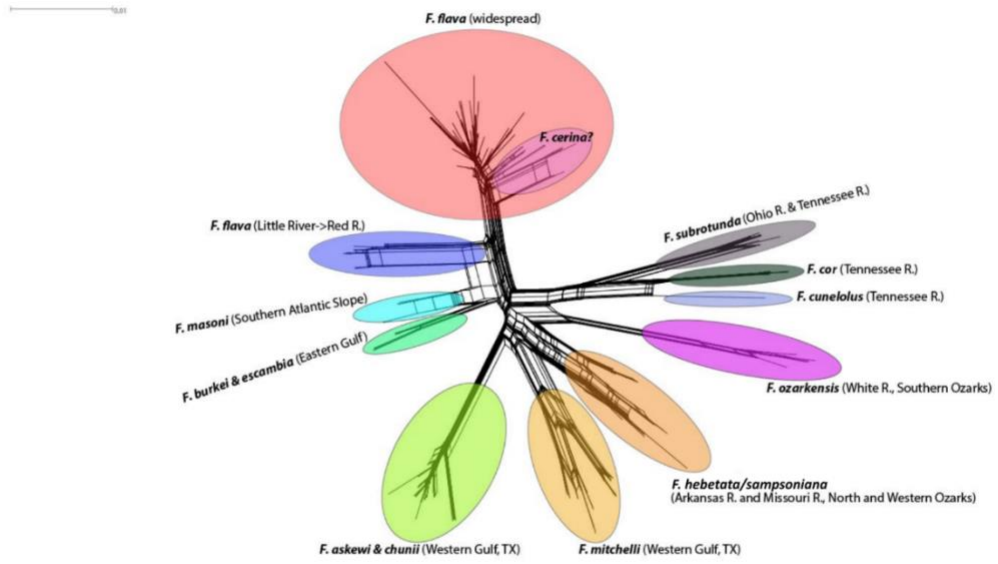 0.01
F. flava (widespread)
F. cerina?
F. flava (Little River->Red R.)
F. subrotunda (Ohio R. & Tennessee R.)
F. cor (Tennessee R.)
F. cunelolus (Tennessee R.)
F. masoni (Southern Atlantic Slope)
F. burkei & escambia (Eastern Gulf)
F. ozarkensis (White R., Southern Ozarks)
F. hebetata/sampsoniana
(Arkansas R. and Missouri R., North and Western Ozarks)
F. askewi & chunii (Western Gulf, TX)
F. mitchelli (Western Gulf, TX)